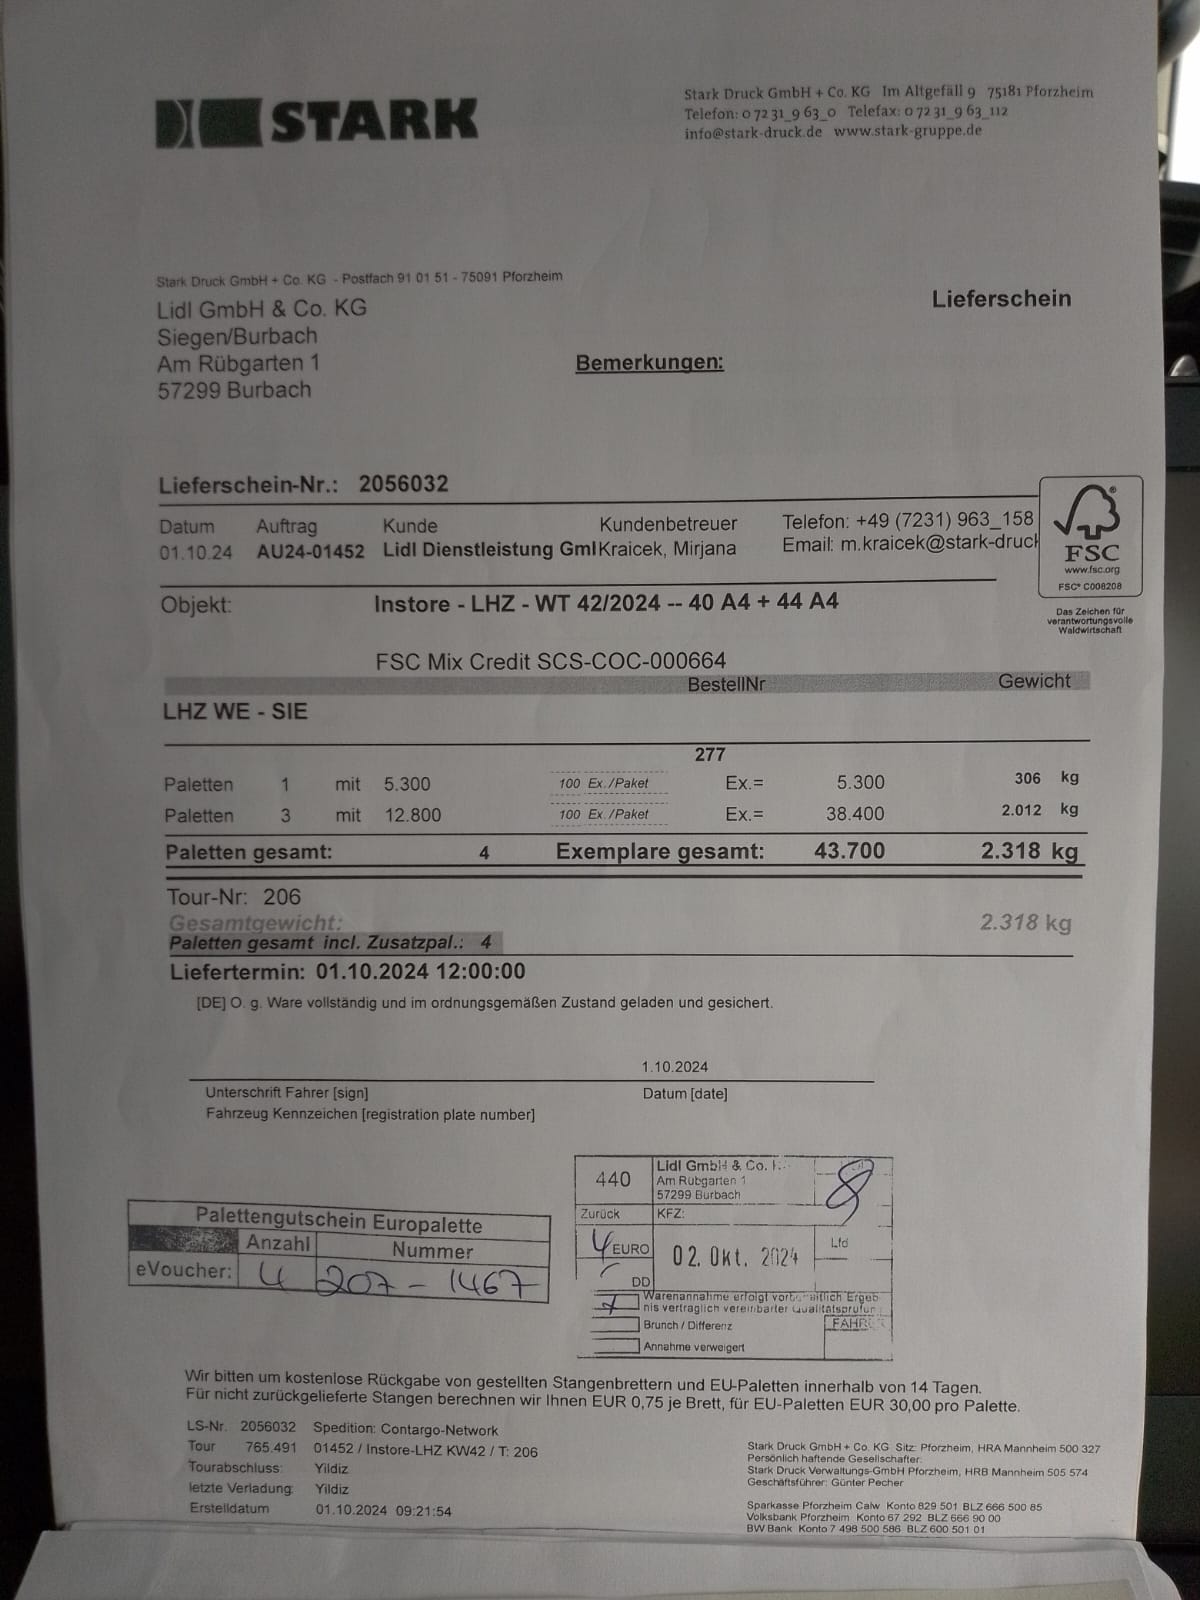 STARK
Stark Druck GmbH + Co. KG Im Altgefäll 9 75181 Pforzheim
Telefon: 0 72 31_9 63_0 Telefax: 0 72 31_9 63_112
info@stark-druck.de www.stark-gruppe.de
Stark Druck GmbH + Co. KG - Postfach 91 01 51 - 75091 Pforzheim
Lidl GmbH & Co. KG
Siegen/Burbach
Am Rübgarten 1
57299 Burbach
Lieferschein
Bemerkungen:
Lieferschein-Nr.: 2056032
Datum Auftrag Kunde Kundenbetreuer Telefon: +49 (7231) 963_158
01.10.24 AU24-01452 Lidl Dienstleistung Gml Kraicek, Mirjana Email: m.kraicek@stark-druck
FSC
www.fsc.org
FSC® C008208
Das Zeichen für
verantwortungsvolle
Waldwirtschaft
Objekt: Instore - LHZ - WT 42/2024 -- 40 A4 + 44 A4
FSC Mix Credit SCS-COC-000664
BestellNr Gewicht
LHZ WE - SIE
277
Paletten 1 mit 5.300 100 Ex./Paket Ex.= 5.300 306 kg
Paletten 3 mit 12.800 100 Ex./Paket Ex.= 38.400 2.012 kg
Paletten gesamt: 4 Exemplare gesamt: 43.700 2.318 kg
Tour-Nr: 206
Gesamtgewicht: 2.318 kg
Paletten gesamt incl. Zusatzpal.: 4
Liefertermin: 01.10.2024 12:00:00
[DE] O. g. Ware vollständig und im ordnungsgemäßen Zustand geladen und gesichert.
1.10.2024
Unterschrift Fahrer [sign] Datum [date]
Fahrzeug Kennzeichen [registration plate number]
Palettengutschein Europalette
Anzahl Nummer
eVoucher: 4 207-1467
440 Lidl GmbH & Co.
Am Rübgarten 1
57299 Burbach
8
Zurück KFZ:
4 EURO 02. Okt. 2024 Lfd
DD
Warenannahme erfolgt vorbehaltlich Ergeb
nis vertraglich vereinbarter Qualitätsprüfun
Brunch / Differenz FAHRER
Annahme verweigert
Wir bitten um kostenlose Rückgabe von gestellten Stangenbrettern und EU-Paletten innerhalb von 14 Tagen.
Für nicht zurückgelieferte Stangen berechnen wir Ihnen EUR 0,75 je Brett, für EU-Paletten EUR 30,00 pro Palette.
LS-Nr. 2056032 Spedition: Contargo-Network
Tour 765.491 01452 / Instore-LHZ KW42 / T: 206
Tourabschluss: Yildiz
letzte Verladung: Yildiz
Erstelldatum 01.10.2024 09:21:54
Stark Druck GmbH + Co. KG Sitz: Pforzheim, HRA Mannheim 500 327
Persönlich haftende Gesellschafter:
Stark Druck Verwaltungs-GmbH Pforzheim, HRB Mannheim 505 574
Geschäftsführer: Günter Pecher
Sparkasse Pforzheim Calw Konto 829 501 BLZ 666 500 85
Volksbank Pforzheim Konto 67 292 BLZ 666 90 00
BW Bank Konto 7 498 500 586 BLZ 600 501 01